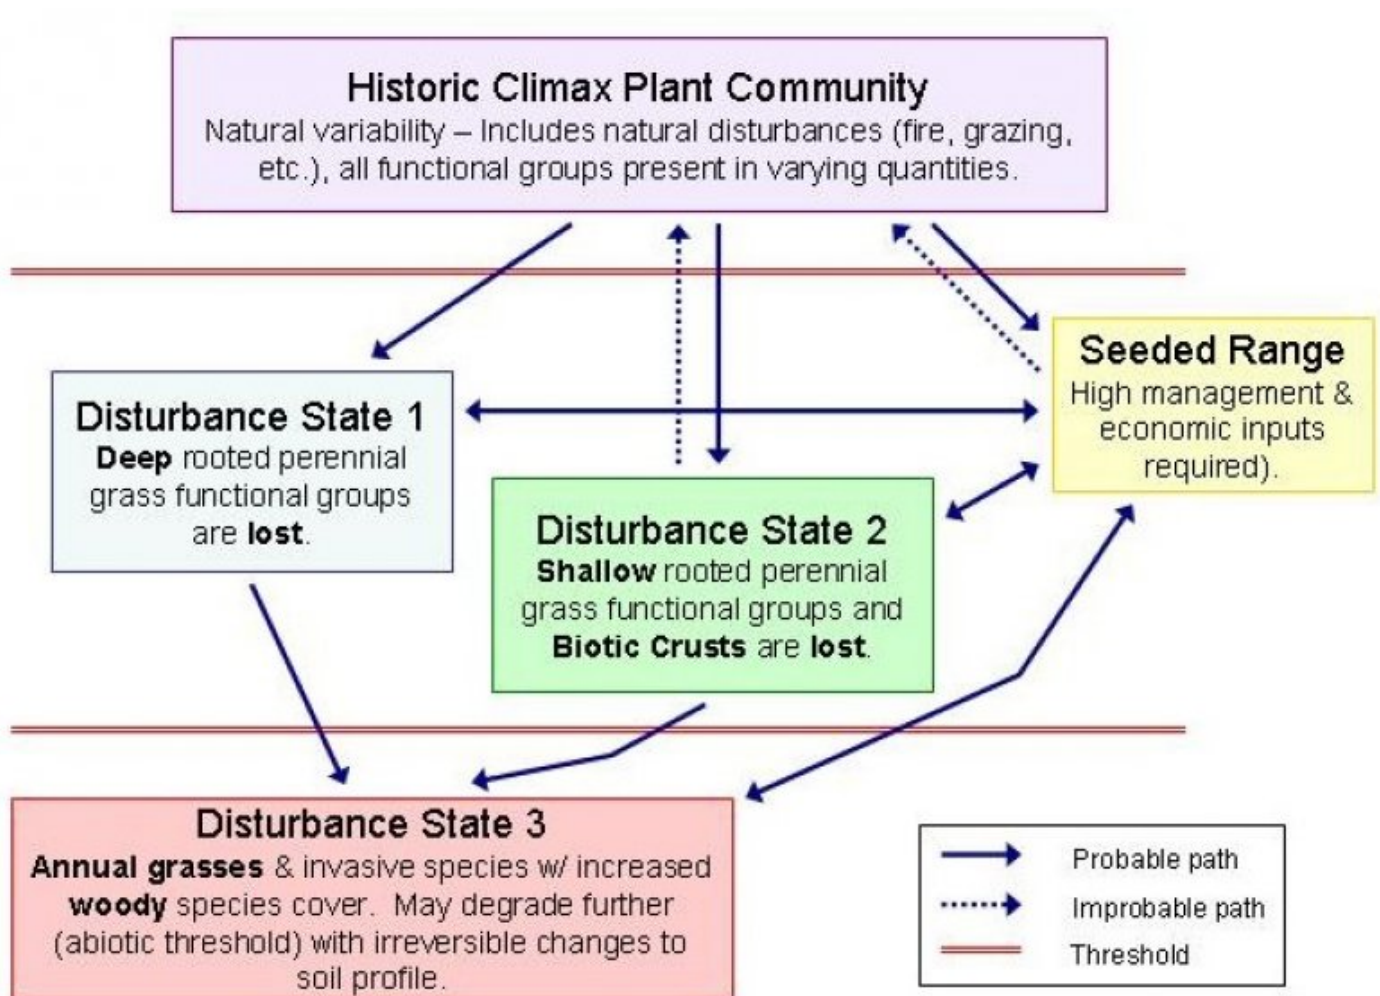 Historic Climax Plant Community
Natural variability – Includes natural disturbances (fire, grazing,
etc.), all functional groups present in varying quantities.
Seeded Range
High management &
economic inputs
required).
Disturbance State 1
Deep rooted perennial
grass functional groups
are lost.
Disturbance State 2
Shallow rooted perennial
grass functional groups and
Biotic Crusts are lost.
Disturbance State 3
Annual grasses & invasive species w/ increased
woody species cover. May degrade further
(abiotic threshold) with irreversible changes to
soil profile.
Probable path
Improbable path
Threshold